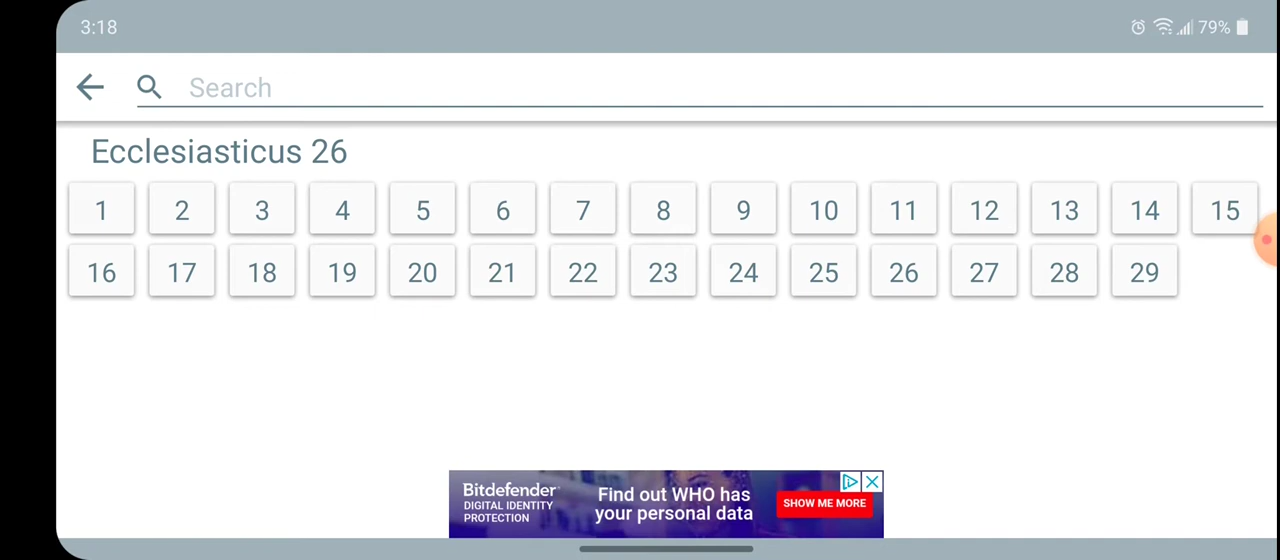 3:18
79%
Search
Ecclesiasticus 26
1 2 3 4 5 6 7 8 9 10 11 12 13 14 15
16 17 18 19 20 21 22 23 24 25 26 27 28 29
Bitdefender
DIGITAL IDENTITY
PROTECTION
Find out WHO has
your personal data
SHOW ME MORE